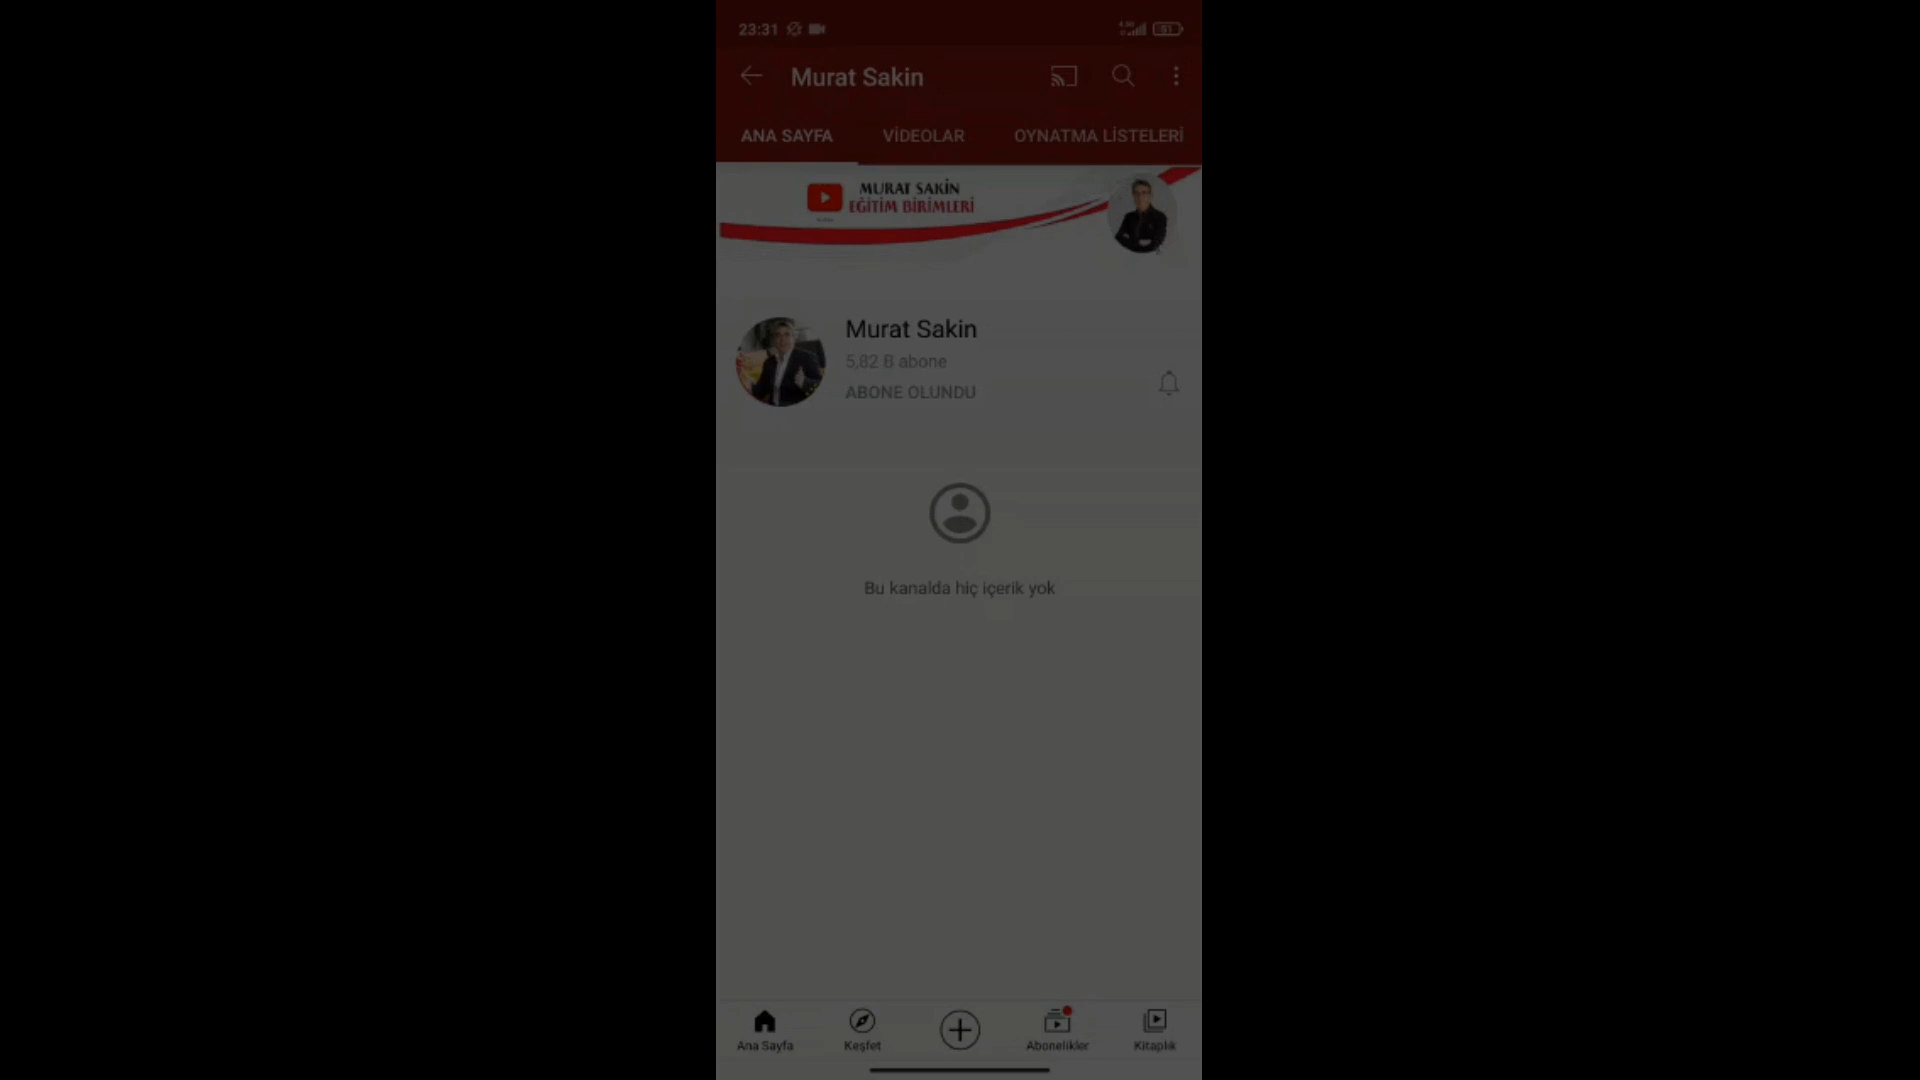 23:31
51
Murat Sakin
ANA SAYFA
VİDEOLAR
OYNATMA LİSTELERİ
MURAT SAKİN
EĞİTİM BİRİMLERİ
Murat Sakin
5,82 B abone
ABONE OLUNDU
Bu kanalda hiç içerik yok
Ana Sayfa
Keşfet
Abonelikler
Kitaplık